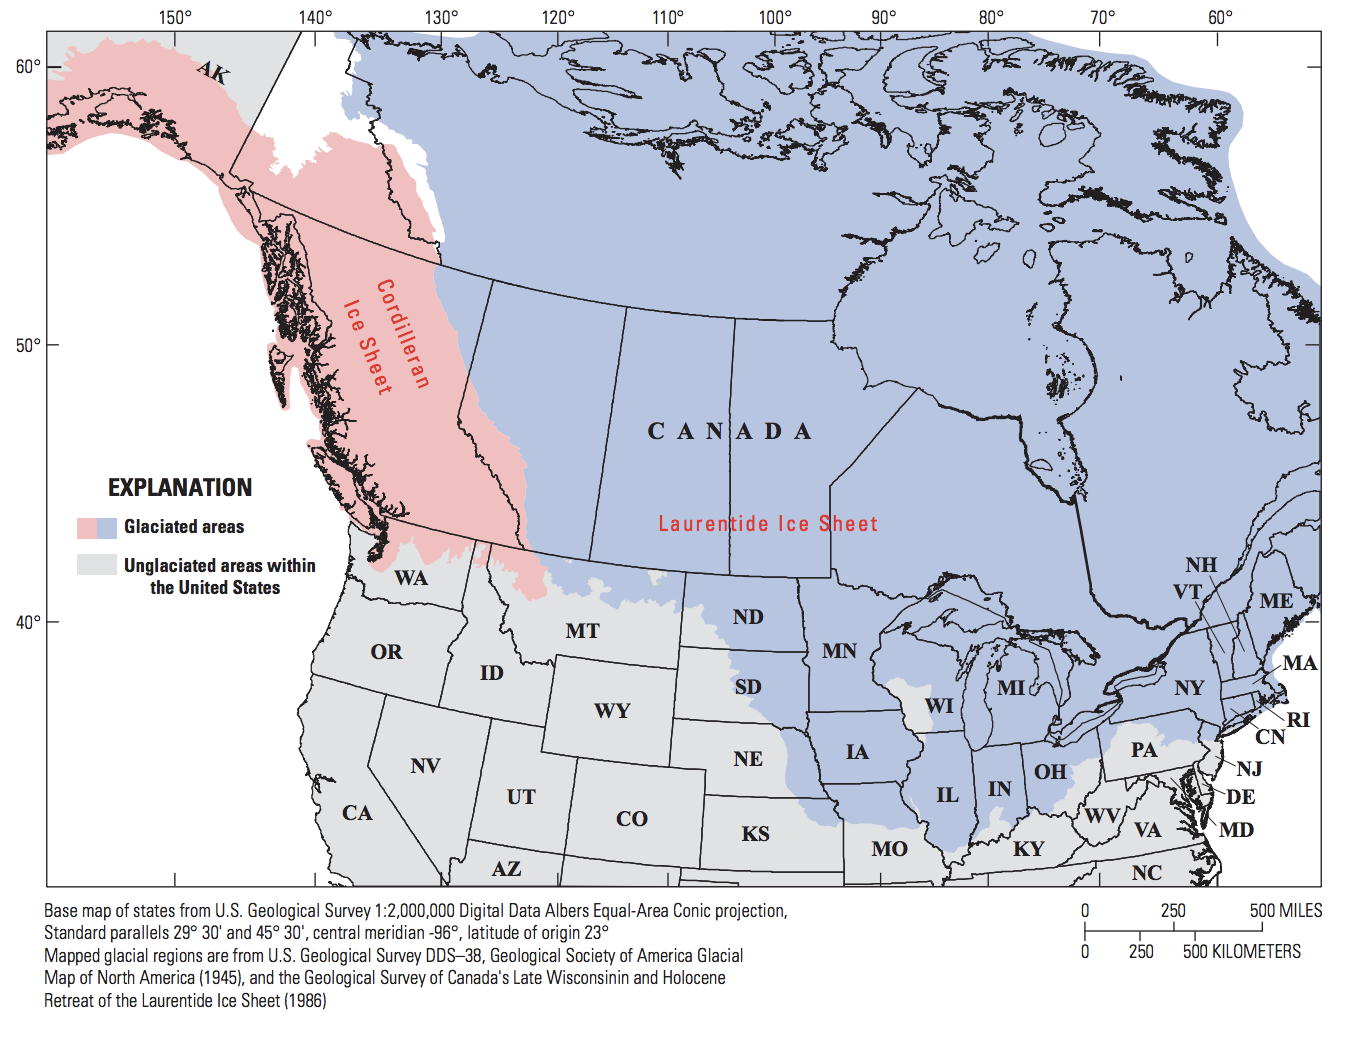 150° 140° 130° 120° 110° 100° 90° 80° 70° 60°
60°
AK
50°
Cordilleran
Ice Sheet
CANADA
EXPLANATION
Glaciated areas
Laurentide Ice Sheet
Unglaciated areas within
the United States
NH
VT
WA
ME
40°
ND
MT
OR
MN
MA
ID
SD
MI
NY
WY
WI
RI
CN
IA
PA
NE
NV
OH
NJ
UT
IN
IL
DE
CA
CO
WV
KS
VA
MD
MO
KY
AZ
NC
Base map of states from U.S. Geological Survey 1:2,000,000 Digital Data Albers Equal-Area Conic projection,
Standard parallels 29° 30' and 45° 30', central meridian -96°, latitude of origin 23°
Mapped glacial regions are from U.S. Geological Survey DDS–38, Geological Society of America Glacial
Map of North America (1945), and the Geological Survey of Canada's Late Wisconsinin and Holocene
Retreat of the Laurentide Ice Sheet (1986)
0 250 500 MILES
0 250 500 KILOMETERS